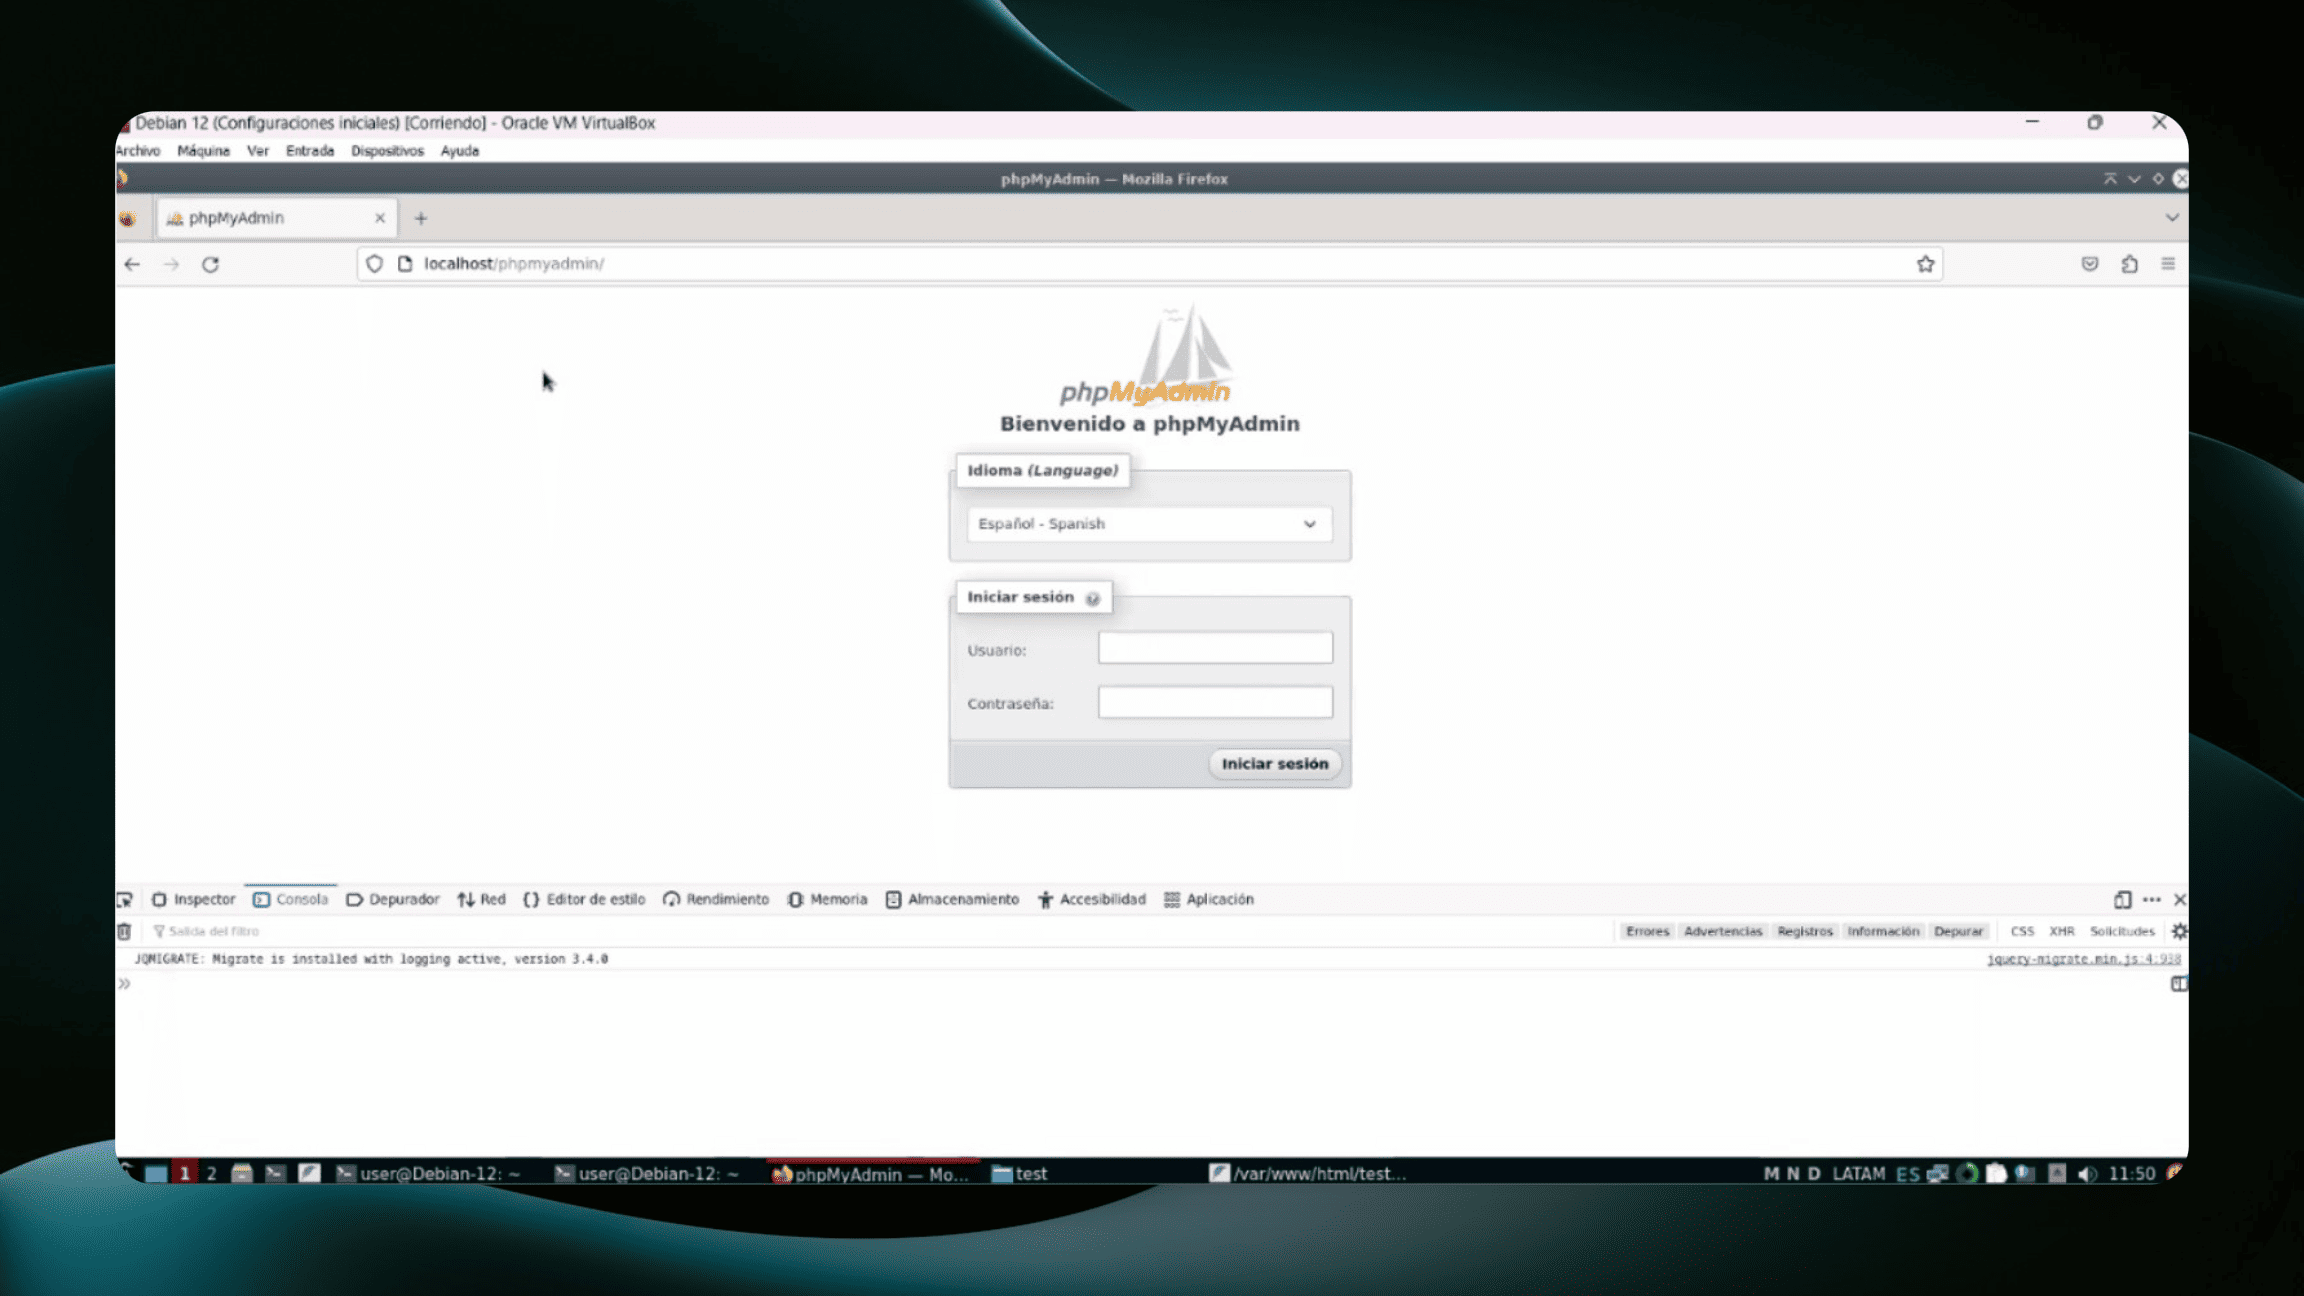 Debian 12 (Configuraciones iniciales) [Corriendo] - Oracle VM VirtualBox
Archivo Máquina Ver Entrada Dispositivos Ayuda
phpMyAdmin — Mozilla Firefox
phpMyAdmin
localhost/phpmyadmin/
phpMyAdmin
Bienvenido a phpMyAdmin
Idioma (Language)
Español - Spanish
Iniciar sesión
Usuario:
Contraseña:
Iniciar sesión
Inspector Consola Depurador Red Editor de estilo Rendimiento Memoria Almacenamiento Accesibilidad Aplicación
Salida del filtro Errores Advertencias Registros Información Depurar CSS XHR Solicitudes
JQMIGRATE: Migrate is installed with logging active, version 3.4.0 jquery-migrate.min.js:4:938
1 2 user@Debian-12: ~ user@Debian-12: ~ phpMyAdmin — Mo... test /var/www/html/test... M N D LATAM ES 11:50